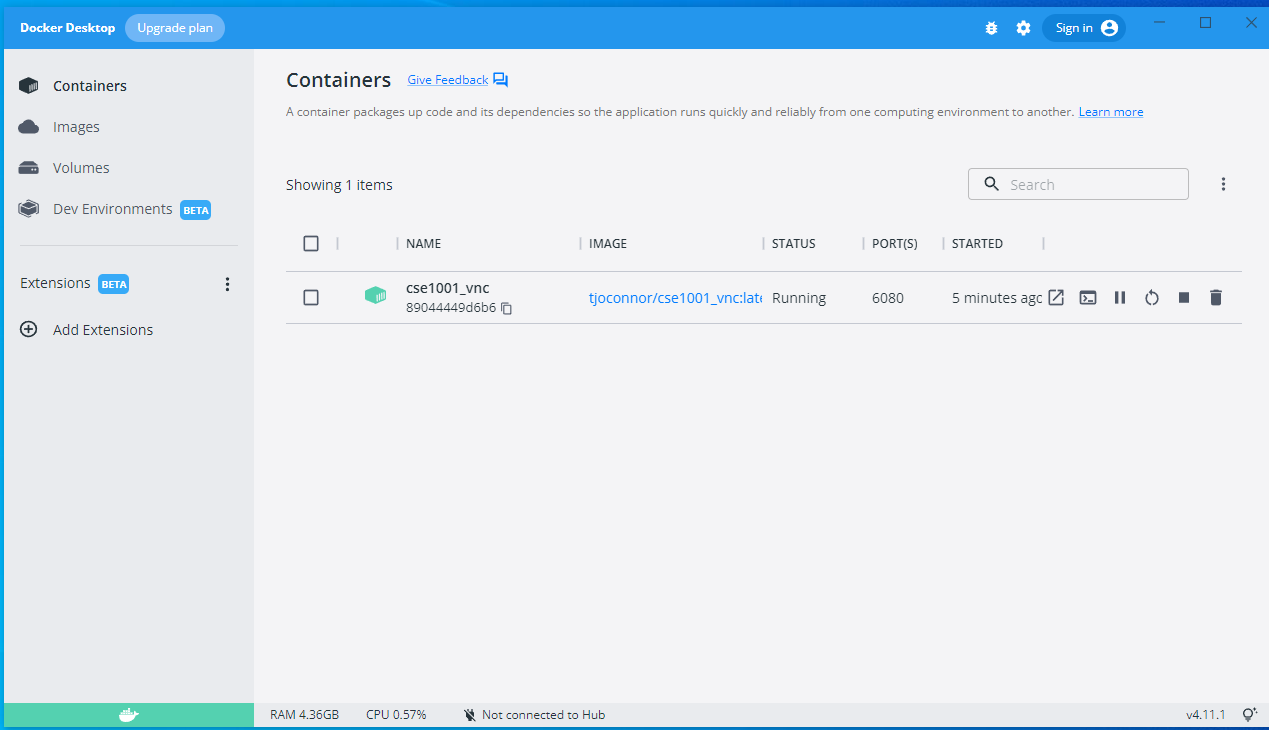 Docker Desktop
Upgrade plan
Sign in
Containers
Images
Volumes
Dev Environments BETA
Extensions BETA
Add Extensions
Containers Give Feedback
A container packages up code and its dependencies so the application runs quickly and reliably from one computing environment to another. Learn more
Showing 1 items
Search
NAME IMAGE STATUS PORT(S) STARTED
cse1001_vnc
89044449d6b6
tjoconnor/cse1001_vnc:late Running 6080 5 minutes agc
RAM 4.36GB CPU 0.57% Not connected to Hub v4.11.1